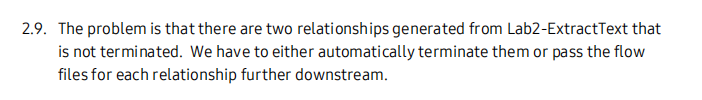 2.9. The problem is that there are two relationships generated from Lab2-ExtractText that
is not terminated. We have to either automatically terminate them or pass the flow
files for each relationship further downstream.